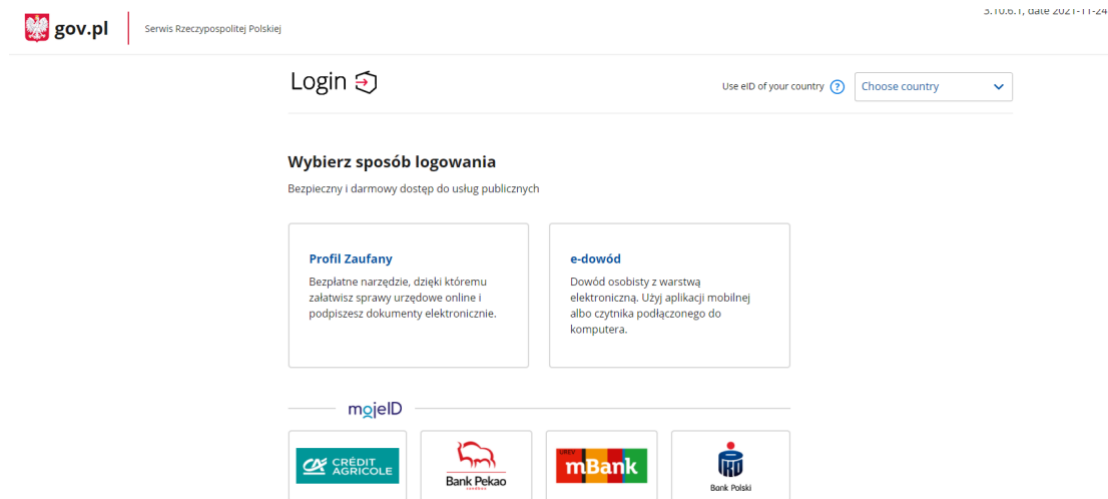 3.10.6.1, date 2021-11-24
gov.pl
Serwis Rzeczypospolitej Polskiej
Login
Use eID of your country ?
Choose country
Wybierz sposób logowania
Bezpieczny i darmowy dostęp do usług publicznych
Profil Zaufany
Bezpłatne narzędzie, dzięki któremu
załatwisz sprawy urzędowe online i
podpiszesz dokumenty elektronicznie.
e-dowód
Dowód osobisty z warstwą
elektroniczną. Użyj aplikacji mobilnej
albo czytnika podłączonego do
komputera.
mojeID
CA CRÉDIT
AGRICOLE
Bank Pekao
mBank
PKO
Bank Polski